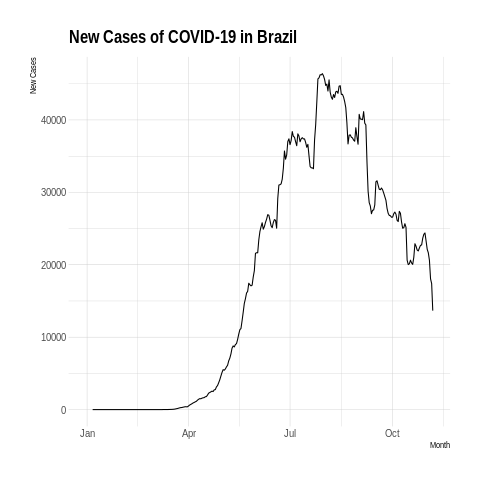 New Cases of COVID-19 in Brazil
New Cases
40000
30000
20000
10000
0
Jan Apr Jul Oct
Month